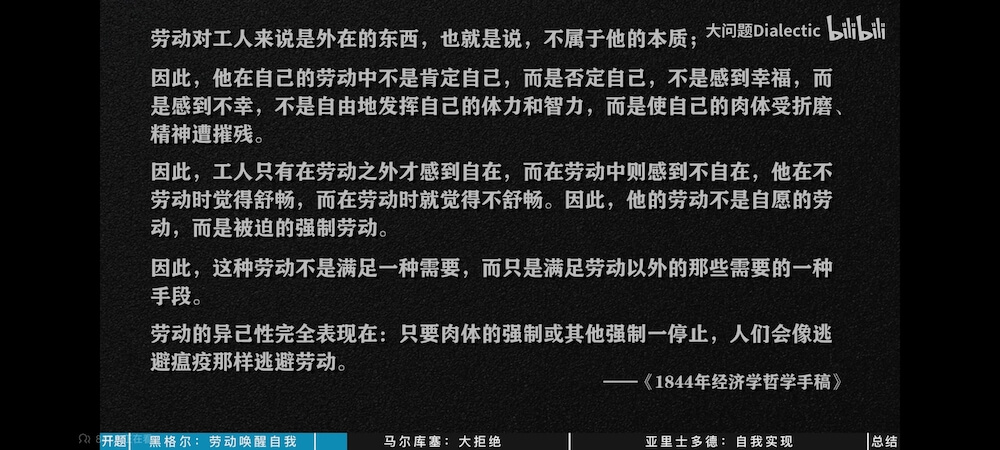 大问题Dialectic bilibili
劳动对工人来说是外在的东西，也就是说，不属于他的本质；
因此，他在自己的劳动中不是肯定自己，而是否定自己，不是感到幸福，而
是感到不幸，不是自由地发挥自己的体力和智力，而是使自己的肉体受折磨、
精神遭摧残。
因此，工人只有在劳动之外才感到自在，而在劳动中则感到不自在，他在不
劳动时觉得舒畅，而在劳动时就觉得不舒畅。因此，他的劳动不是自愿的劳
动，而是被迫的强制劳动。
因此，这种劳动不是满足一种需要，而只是满足劳动以外的那些需要的一种
手段。
劳动的异己性完全表现在：只要肉体的强制或其他强制一停止，人们会像逃
避瘟疫那样逃避劳动。
——《1844年经济学哲学手稿》
开题 黑格尔：劳动唤醒自我 马尔库塞：大拒绝 亚里士多德：自我实现 总结